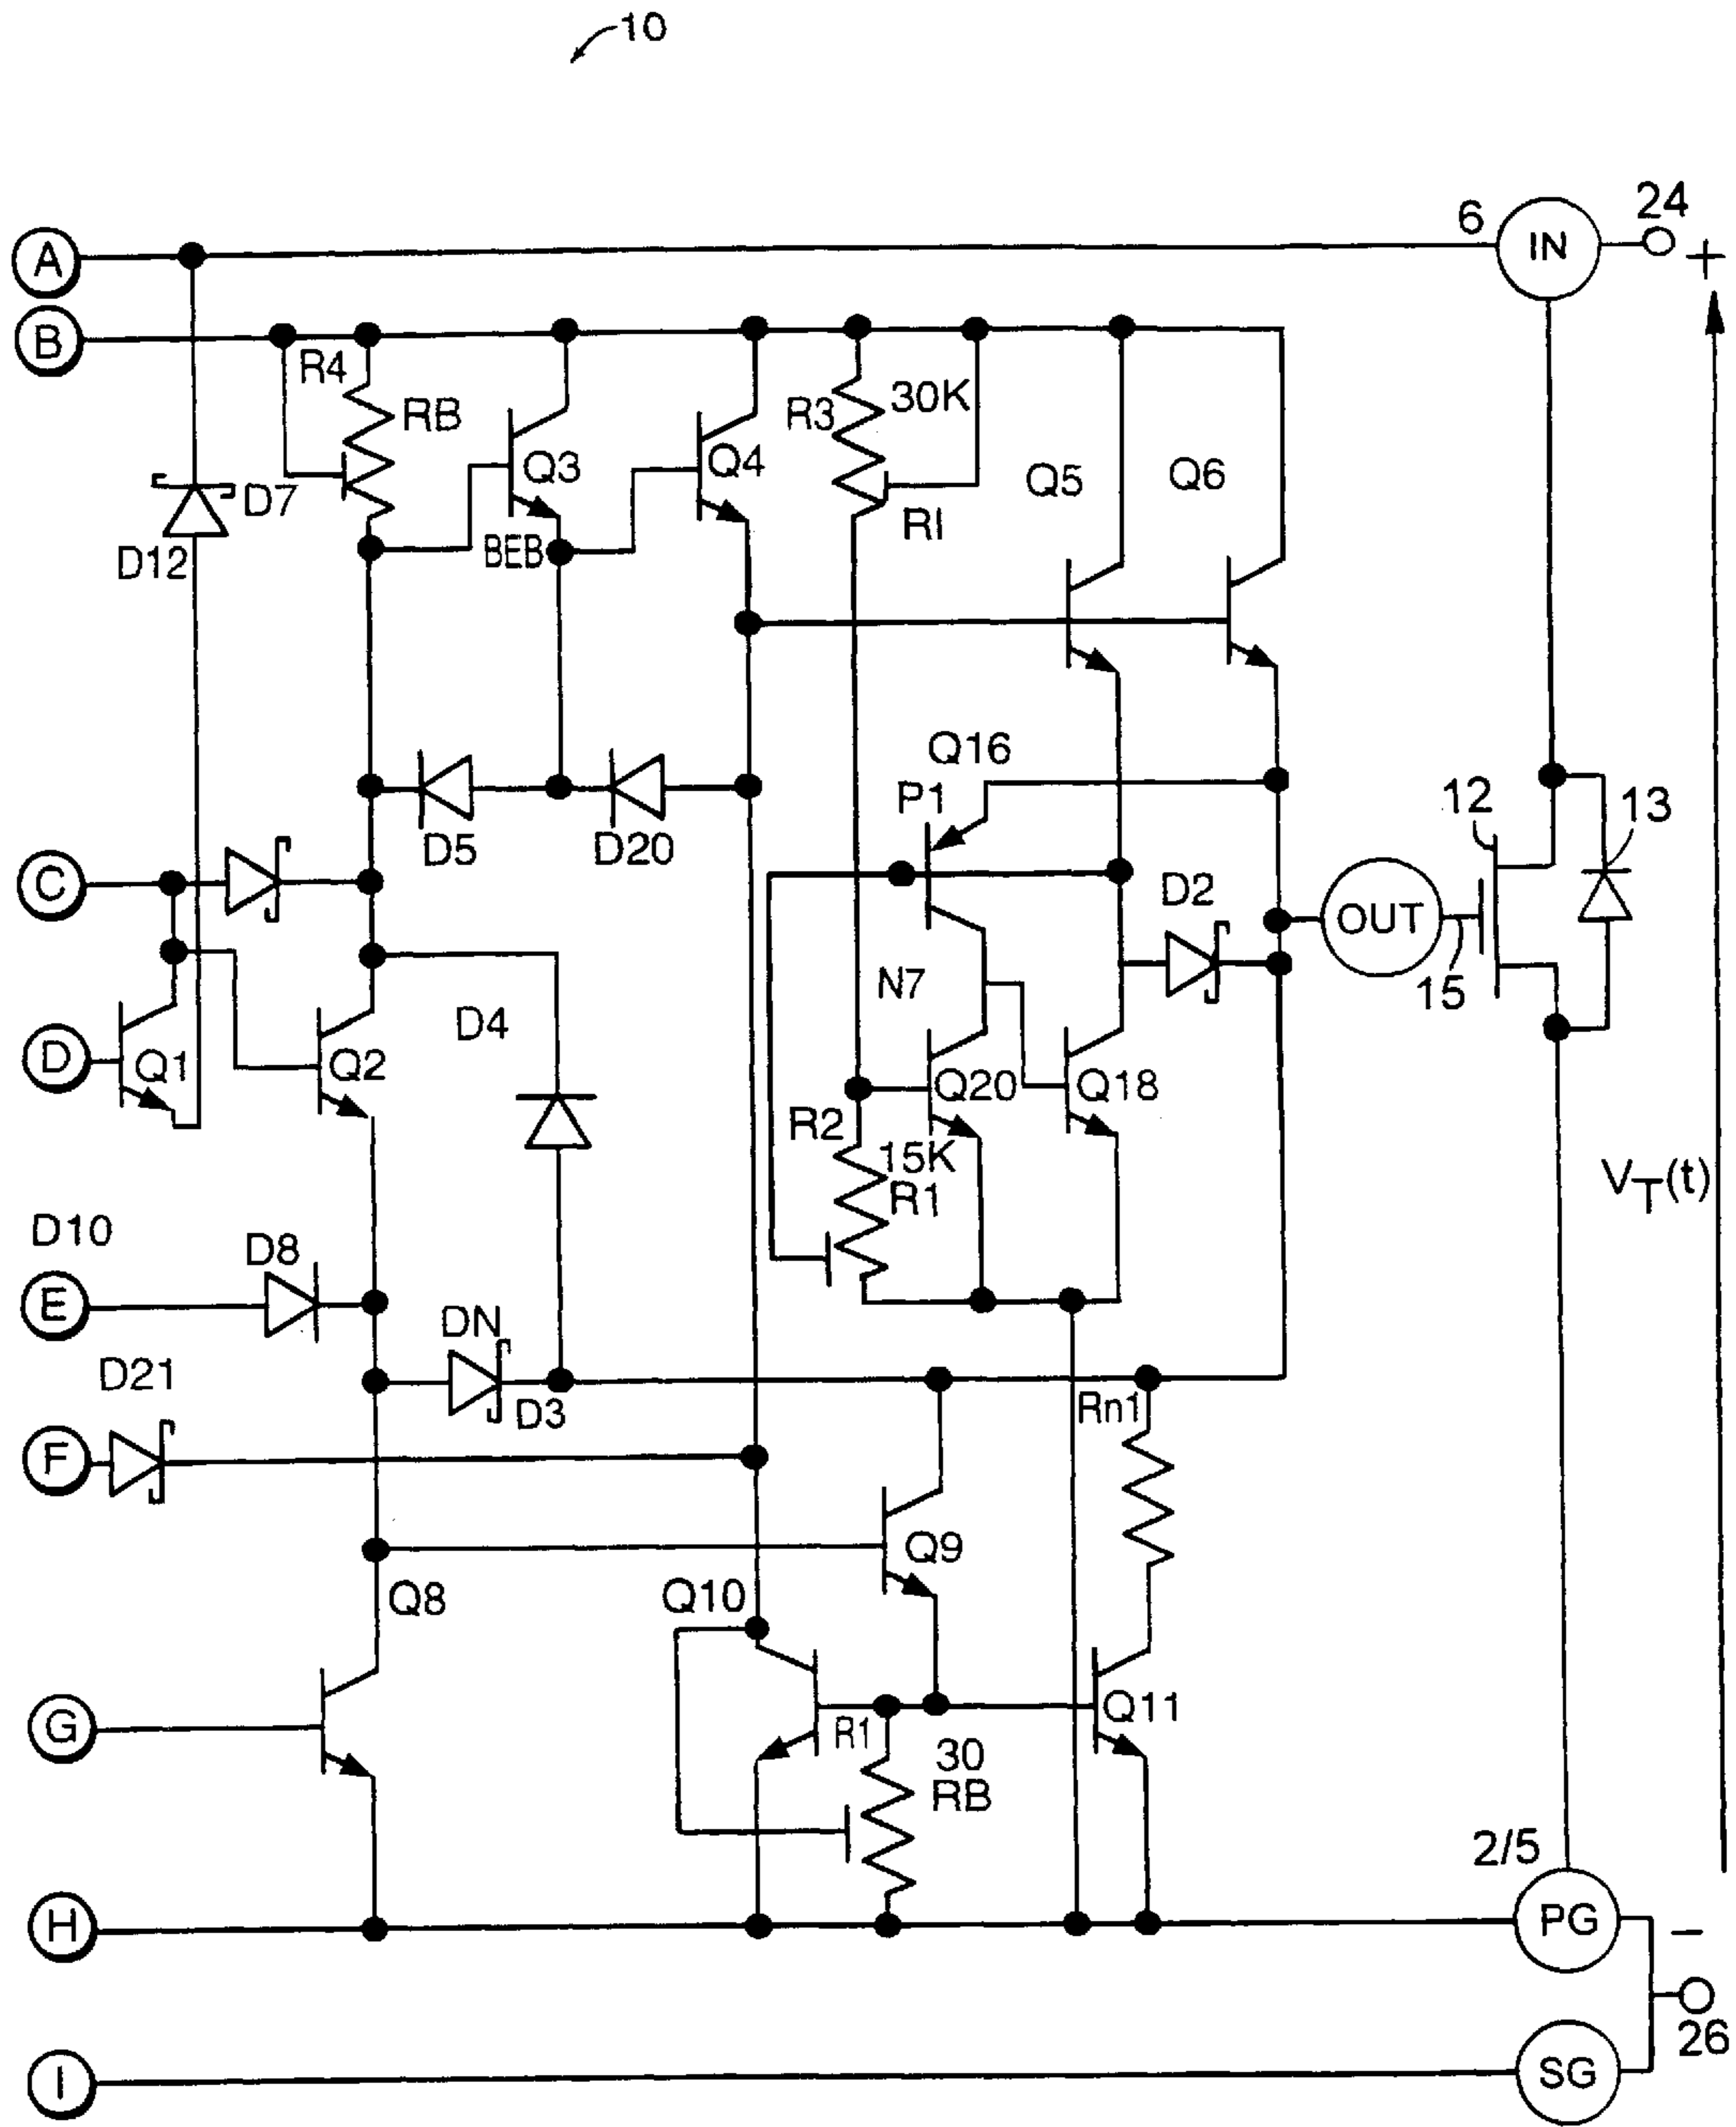 10
24
6
IN
+
A
B
R4
RB
R3
30K
Q3
Q4
Q5
Q6
D7
RI
BEB
D12
Q16
P1
12
13
D5
D20
C
D2
OUT
N7
15
D4
D
Q1
Q2
Q20
Q18
R2
15K
R1
VT(t)
D10
D8
E
DN
D21
D3
Rn1
F
Q9
Q8
Q10
G
R1
Q11
30
RB
2/5
H
PG
−
26
I
SG